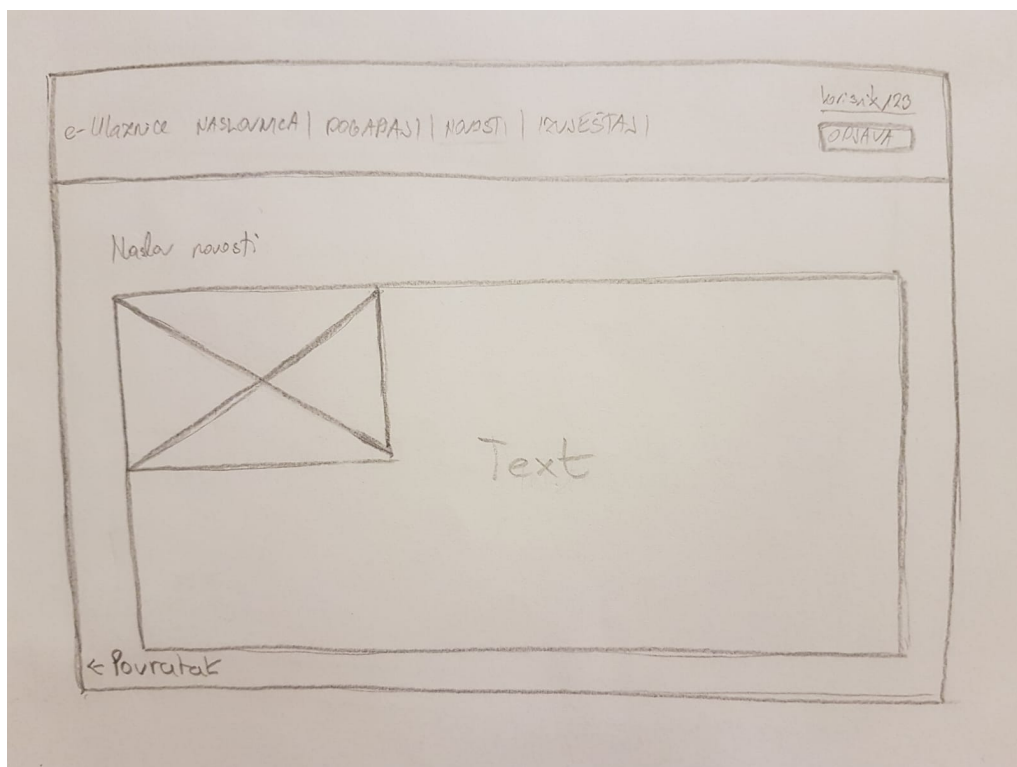 e-Ulaznice NASLOVNICA | DOGAĐAJI | NOVOSTI | IZVJEŠTAJ |
korisnik123
ODJAVA
Naslov novosti
Text
← Povratak